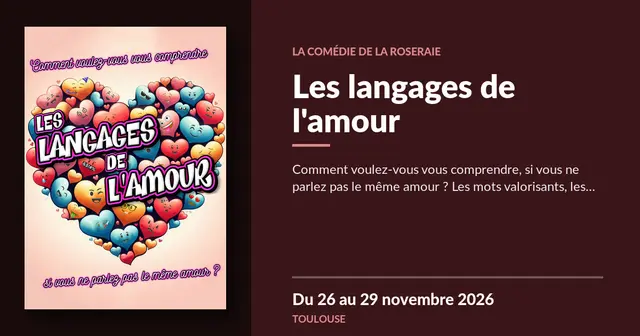 Comment voulez-vous vous comprendre
LES
LANGAGES
DE
L'AMOUR
si vous ne parlez pas le même amour ?
LA COMÉDIE DE LA ROSERAIE
Les langages de
l'amour
Comment voulez-vous vous comprendre, si vous ne
parlez pas le même amour ? Les mots valorisants, les...
Du 26 au 29 novembre 2026
TOULOUSE